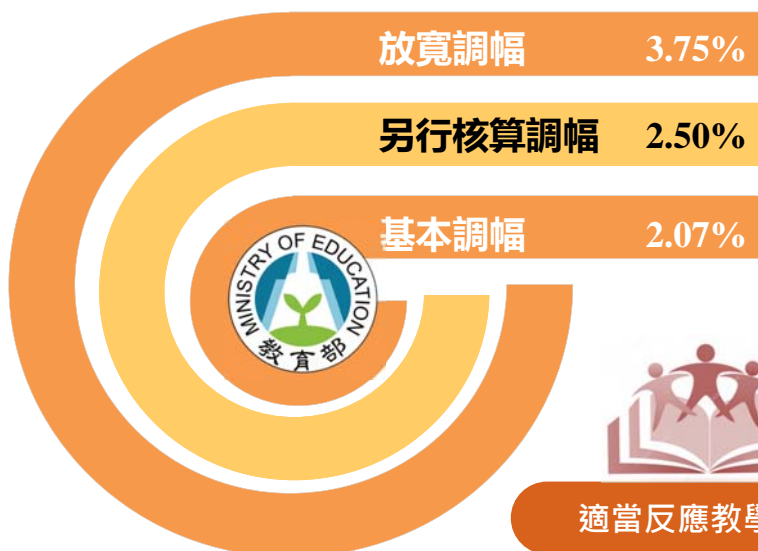 放寬調幅 3.75%
另行核算調幅 2.50%
基本調幅 2.07%
MINISTRY OF EDUCATION
教育部
適當反應教學